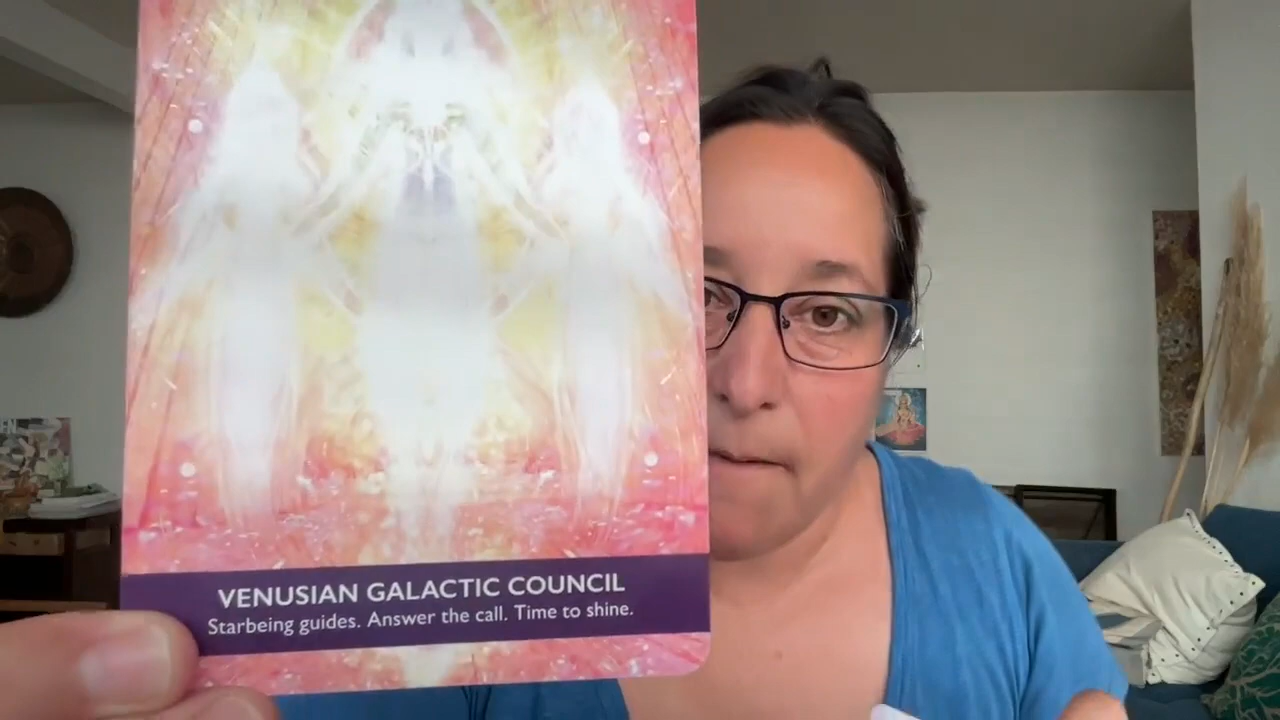 VENUSIAN GALACTIC COUNCIL
Starbeing guides. Answer the call. Time to shine.